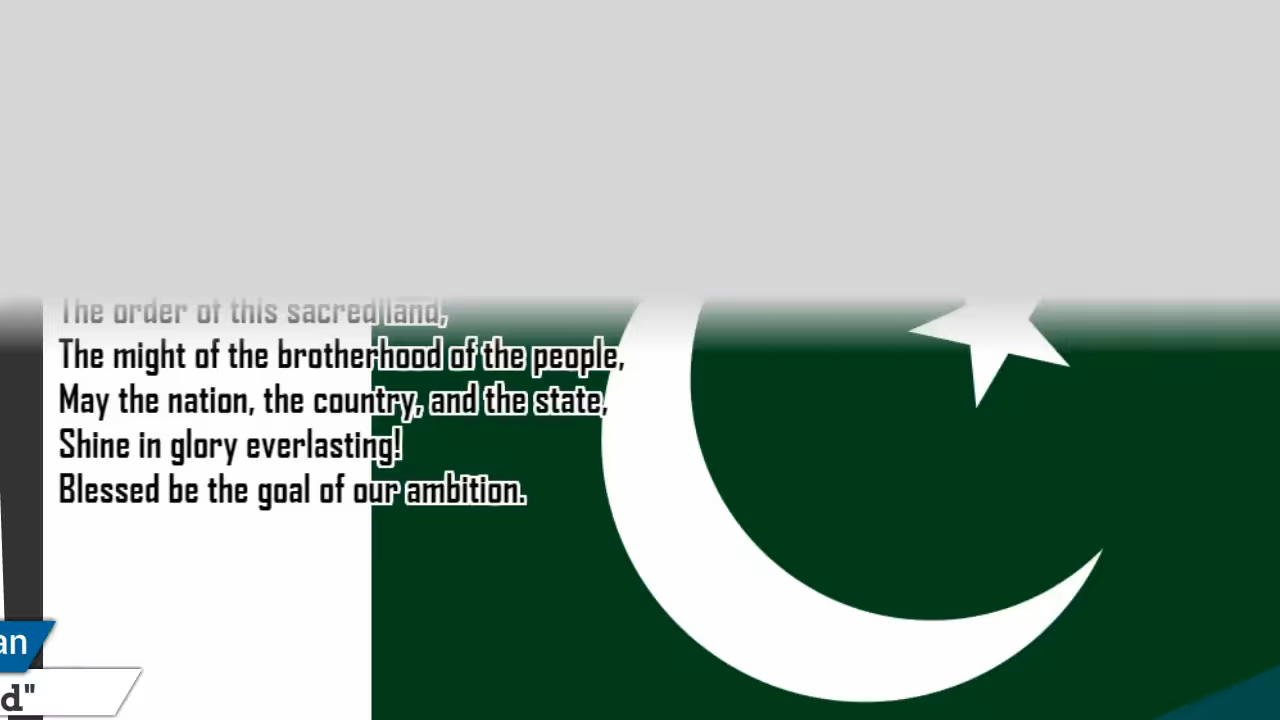 The order of this sacred land,
The might of the brotherhood of the people,
May the nation, the country, and the state,
Shine in glory everlasting!
Blessed be the goal of our ambition.
an
d"